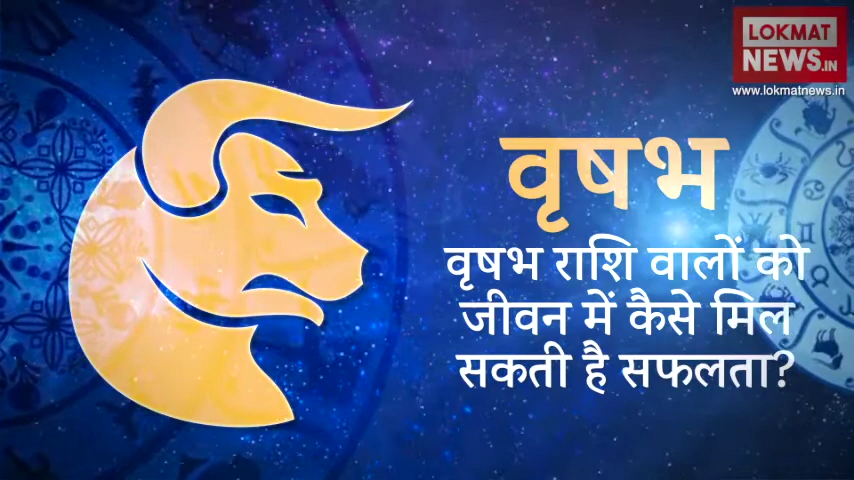 LOKMAT
NEWS.IN
www.lokmatnews.in
वृषभ
वृषभ राशि वालों को
जीवन में कैसे मिल
सकती है सफलता?